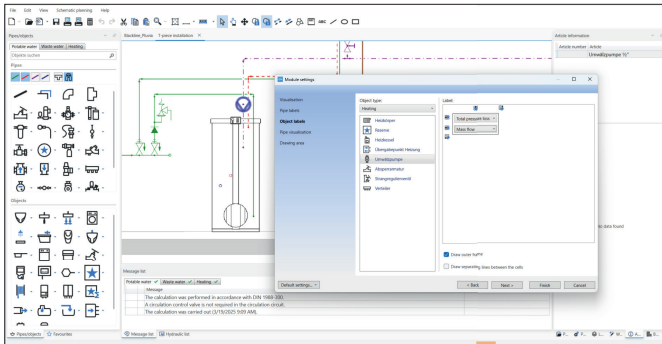 File Edit View Schematic planning Help
Pipes/objects
Potable water Waste water Heating
Objekte suchen
Pipes
Objects
Pipes/objects Favourites
Blockline_Pluvia T-piece installation
Module settings
Visualisation
Pipe labels
Object labels
Pipe visualisation
Drawing area
Object type:
Heating
Heizkörper
Reserve
Heizkessel
Übergabepunkt Heizung
Umwälzpumpe
Absperrarmatur
Strangregulierventil
Verteiler
Label:
Total pressure loss
Mass flow
Draw outer frame
Draw separating lines between the cells
Default settings...
< Back Next > Finish Cancel
Message list
Potable water Waste water Heating
Message
The calculation was performed in accordance with DIN 1988-300.
A circulation control valve is not required in the circulation circuit.
The calculation was carried out (3/19/2025 9:09 AM).
Message list Hydraulic list
Article information
Article number Article
Umwälzpumpe ½"
data found
P... P... L... W... A... E...